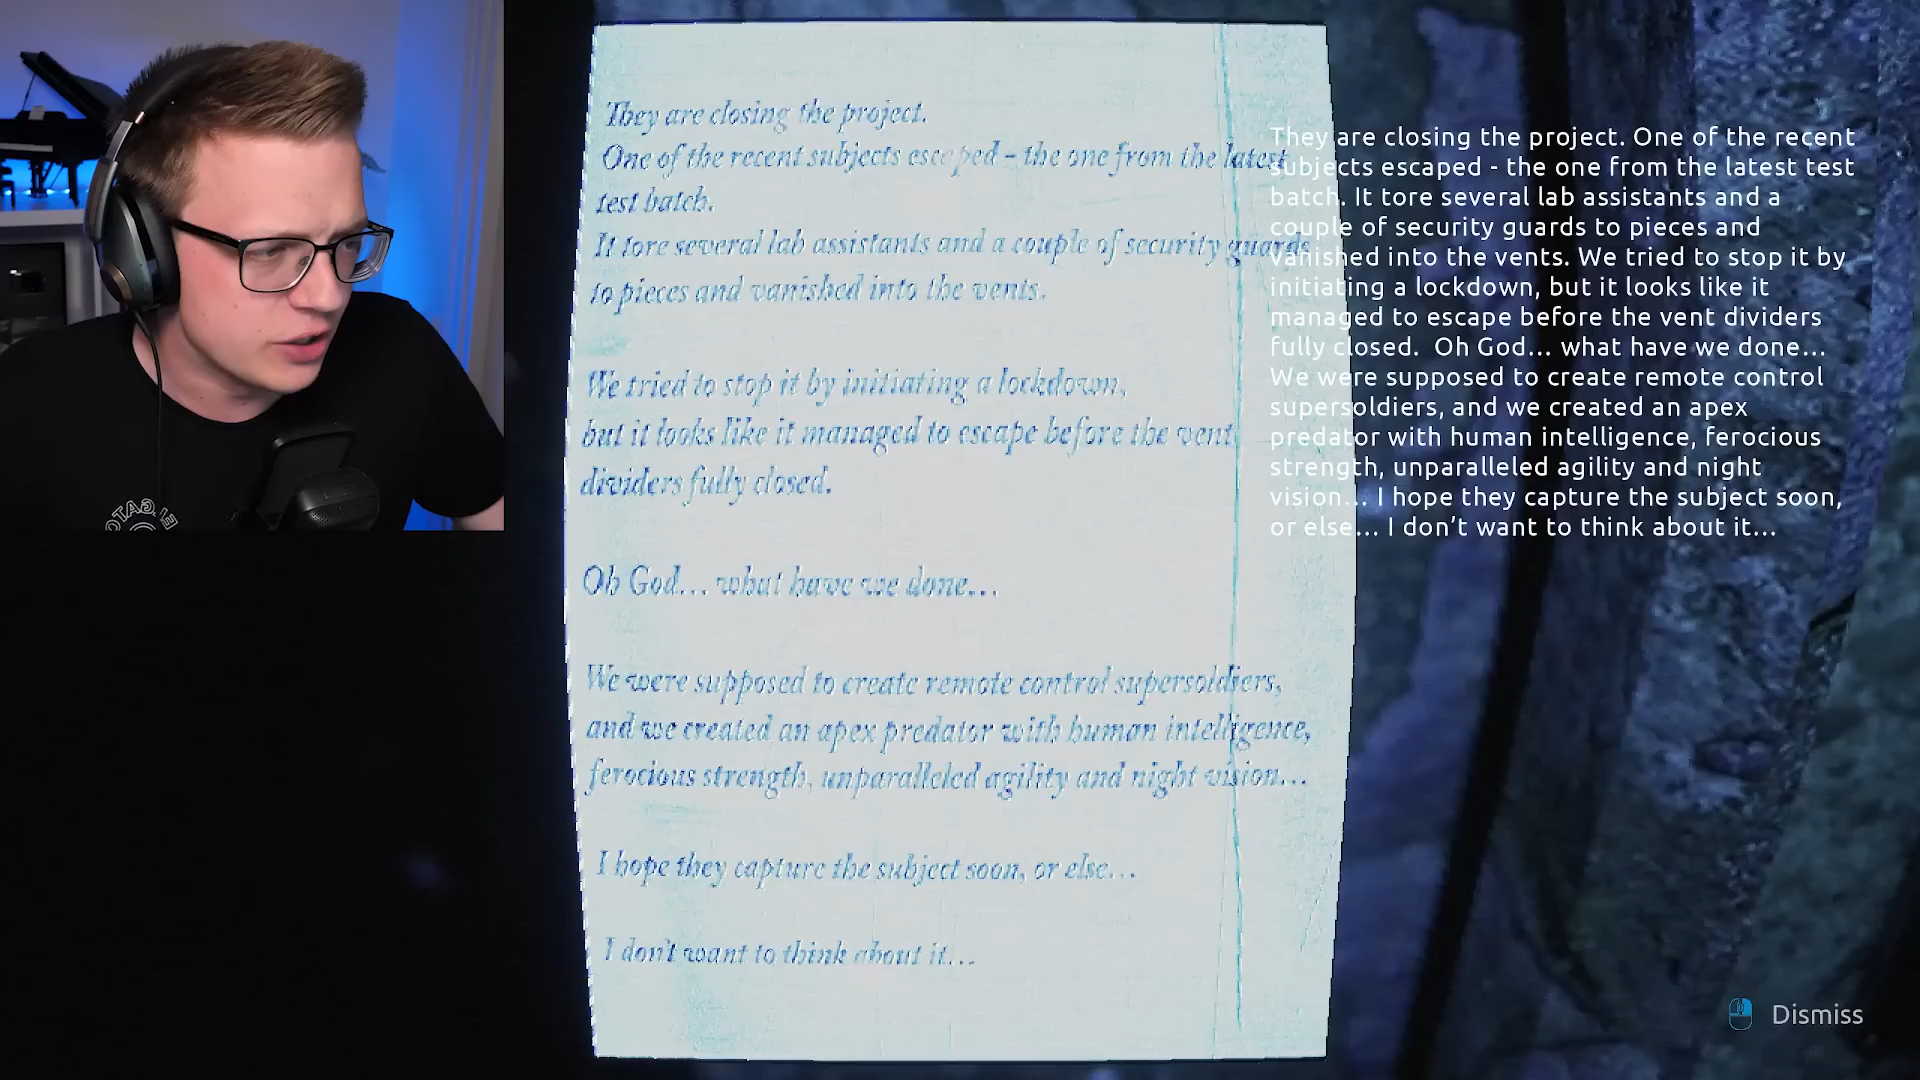 They are closing the project.
One of the recent subjects escaped - the one from the latest
test batch.
It tore several lab assistants and a couple of security guards
to pieces and vanished into the vents.
We tried to stop it by initiating a lockdown,
but it looks like it managed to escape before the vent
dividers fully closed.
Oh God... what have we done...
We were supposed to create remote control supersoldiers,
and we created an apex predator with human intelligence,
ferocious strength, unparalleled agility and night vision...
I hope they capture the subject soon, or else...
I don't want to think about it...
They are closing the project. One of the recent
subjects escaped - the one from the latest test
batch. It tore several lab assistants and a
couple of security guards to pieces and
vanished into the vents. We tried to stop it by
initiating a lockdown, but it looks like it
managed to escape before the vent dividers
fully closed.  Oh God... what have we done...
We were supposed to create remote control
supersoldiers, and we created an apex
predator with human intelligence, ferocious
strength, unparalleled agility and night
vision... I hope they capture the subject soon,
or else... I don’t want to think about it...
Dismiss
ELGATO